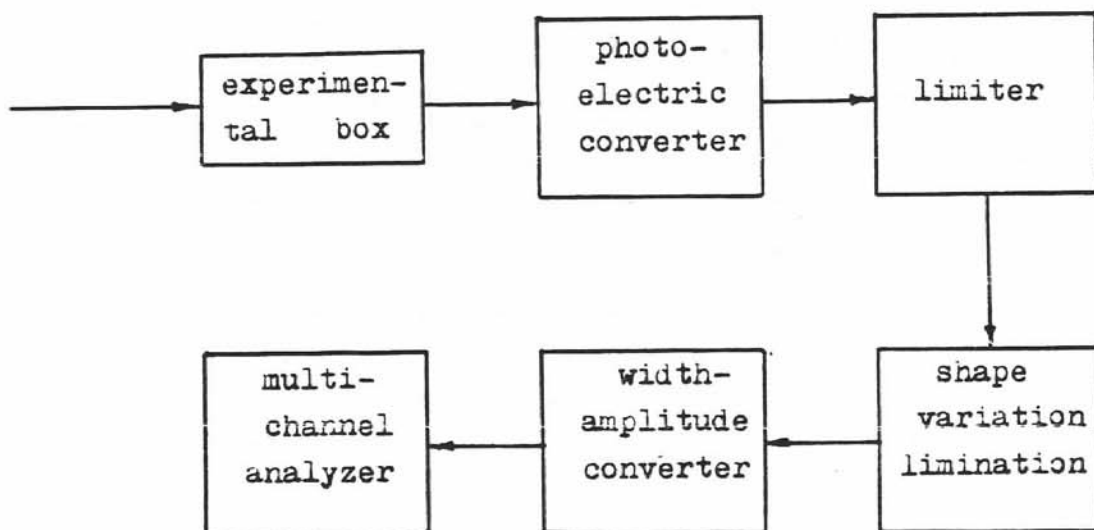 experimen-
tal box
photo-
electric
converter
limiter
shape
variation
limination
width-
amplitude
converter
multi-
channel
analyzer